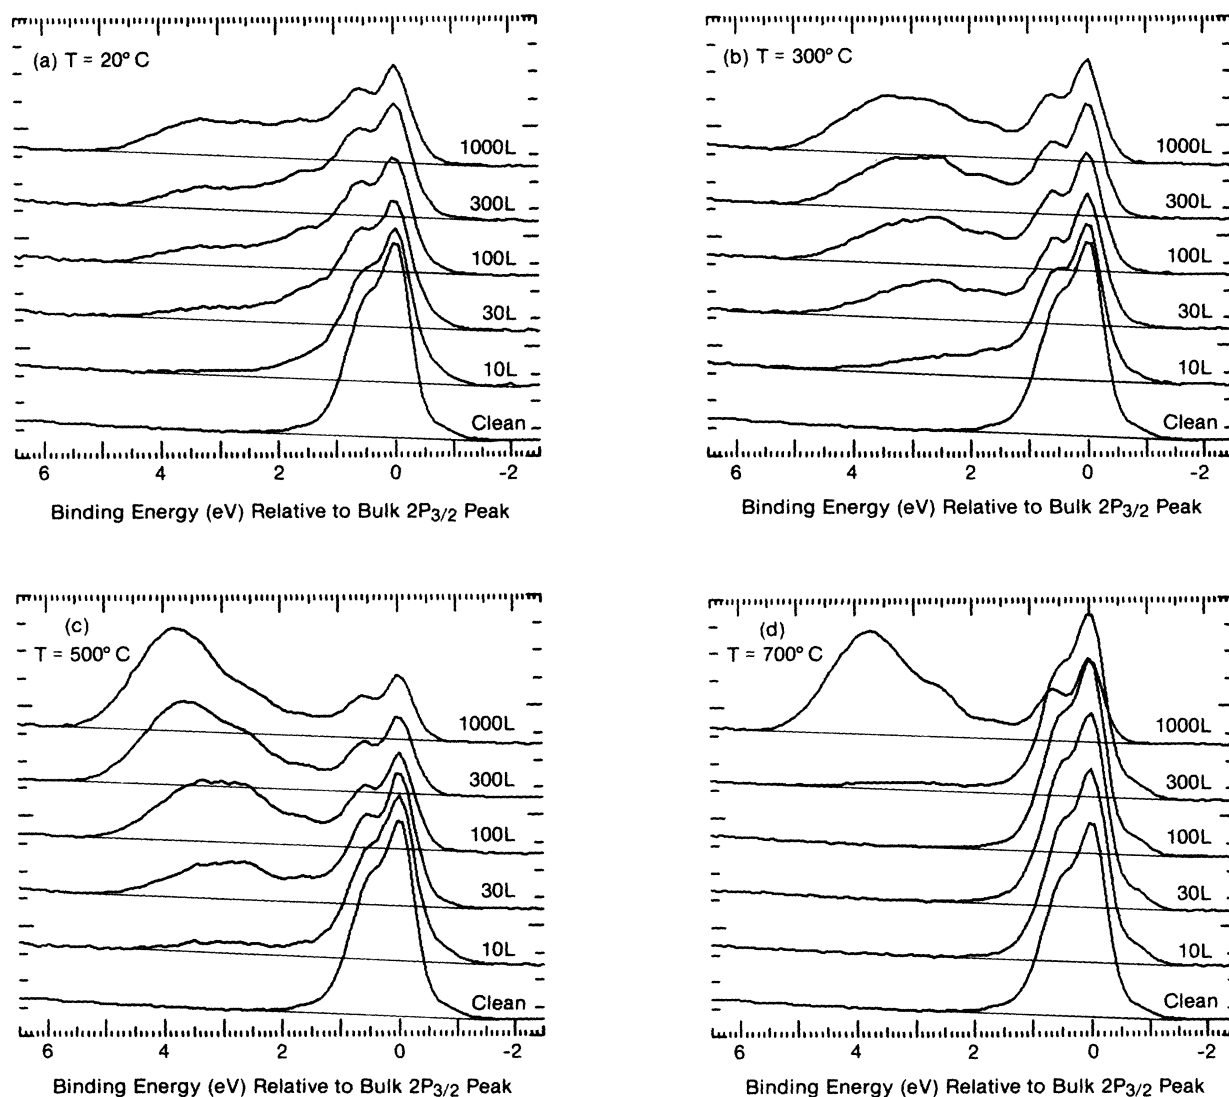 (a) T = 20° C
1000L
300L
100L
30L
10L
Clean
6 4 2 0 -2
Binding Energy (eV) Relative to Bulk 2P3/2 Peak
(b) T = 300° C
1000L
300L
100L
30L
10L
Clean
6 4 2 0 -2
Binding Energy (eV) Relative to Bulk 2P3/2 Peak
(c)
T = 500° C
1000L
300L
100L
30L
10L
Clean
6 4 2 0 -2
Binding Energy (eV) Relative to Bulk 2P3/2 Peak
(d)
T = 700° C
1000L
300L
100L
30L
10L
Clean
6 4 2 0 -2
Binding Energy (eV) Relative to Bulk 2P3/2 Peak